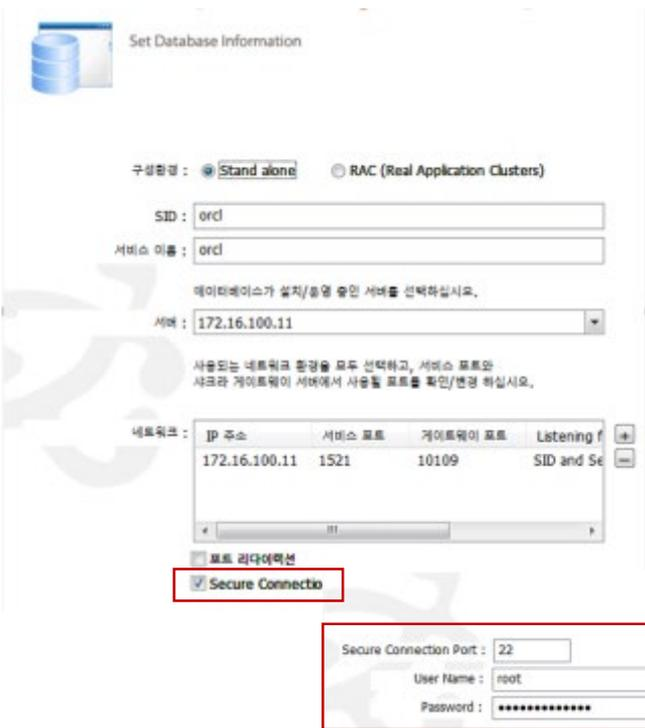 Set Database Information
구성환경 : Stand alone RAC (Real Application Clusters)
SID : orcl
서비스 이름 : orcl
데이터베이스가 설치/운영 중인 서버를 선택하십시오.
서버 : 172.16.100.11
사용되는 네트워크 환경을 모두 선택하고, 서비스 포트와
샤크라 게이트웨이 서버에서 사용될 포트를 확인/변경 하십시오.
네트워크 : IP 주소 서비스 포트 게이트웨이 포트 Listening f
172.16.100.11 1521 10109 SID and Se
포트 리다이렉션
Secure Connectio
Secure Connection Port : 22
User Name : root
Password : •••••••••••••